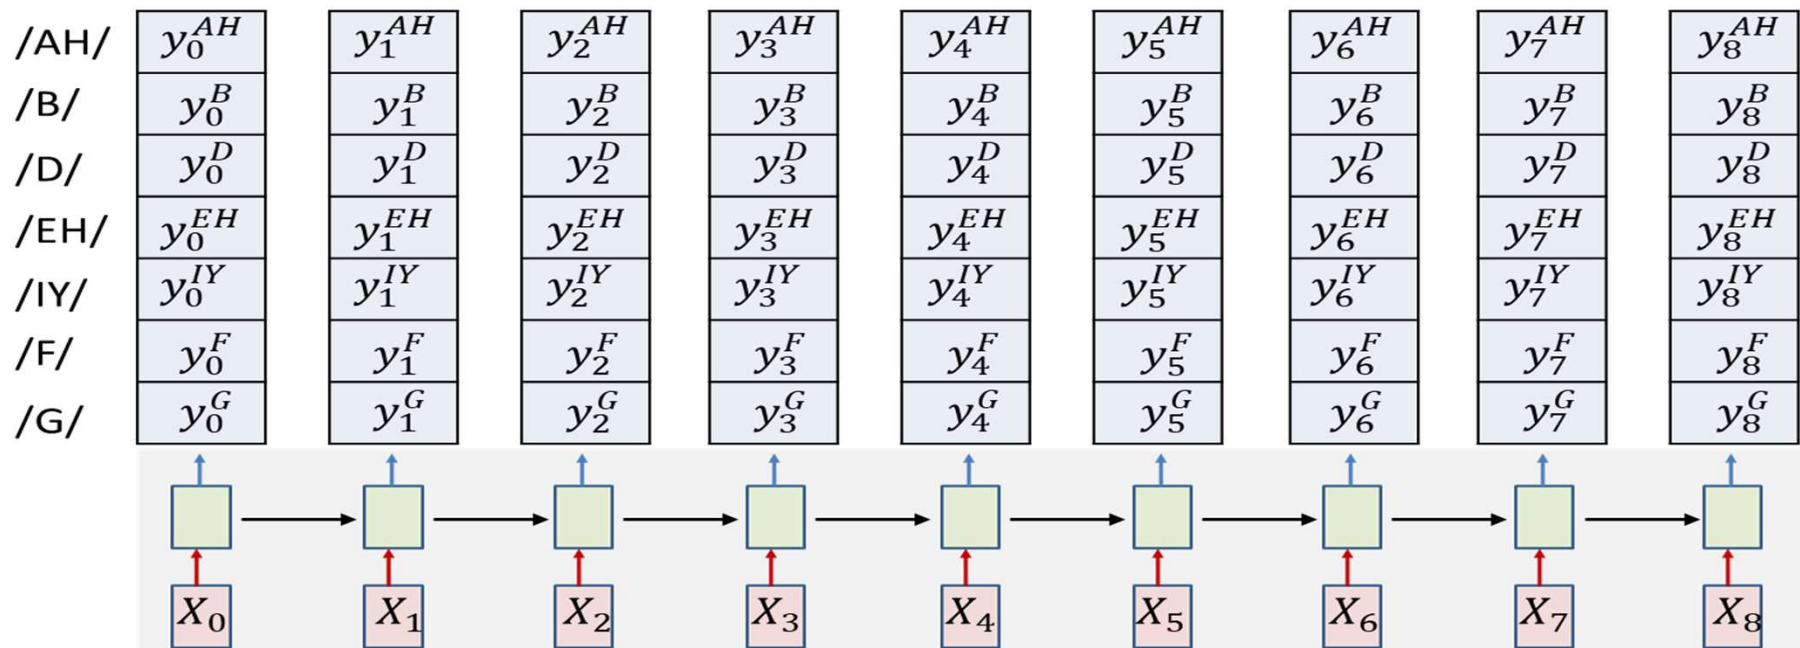 /AH/ y_0^{AH} y_1^{AH} y_2^{AH} y_3^{AH} y_4^{AH} y_5^{AH} y_6^{AH} y_7^{AH} y_8^{AH}
/B/ y_0^B y_1^B y_2^B y_3^B y_4^B y_5^B y_6^B y_7^B y_8^B
/D/ y_0^D y_1^D y_2^D y_3^D y_4^D y_5^D y_6^D y_7^D y_8^D
/EH/ y_0^{EH} y_1^{EH} y_2^{EH} y_3^{EH} y_4^{EH} y_5^{EH} y_6^{EH} y_7^{EH} y_8^{EH}
/IY/ y_0^{IY} y_1^{IY} y_2^{IY} y_3^{IY} y_4^{IY} y_5^{IY} y_6^{IY} y_7^{IY} y_8^{IY}
/F/ y_0^F y_1^F y_2^F y_3^F y_4^F y_5^F y_6^F y_7^F y_8^F
/G/ y_0^G y_1^G y_2^G y_3^G y_4^G y_5^G y_6^G y_7^G y_8^G
X_0 X_1 X_2 X_3 X_4 X_5 X_6 X_7 X_8